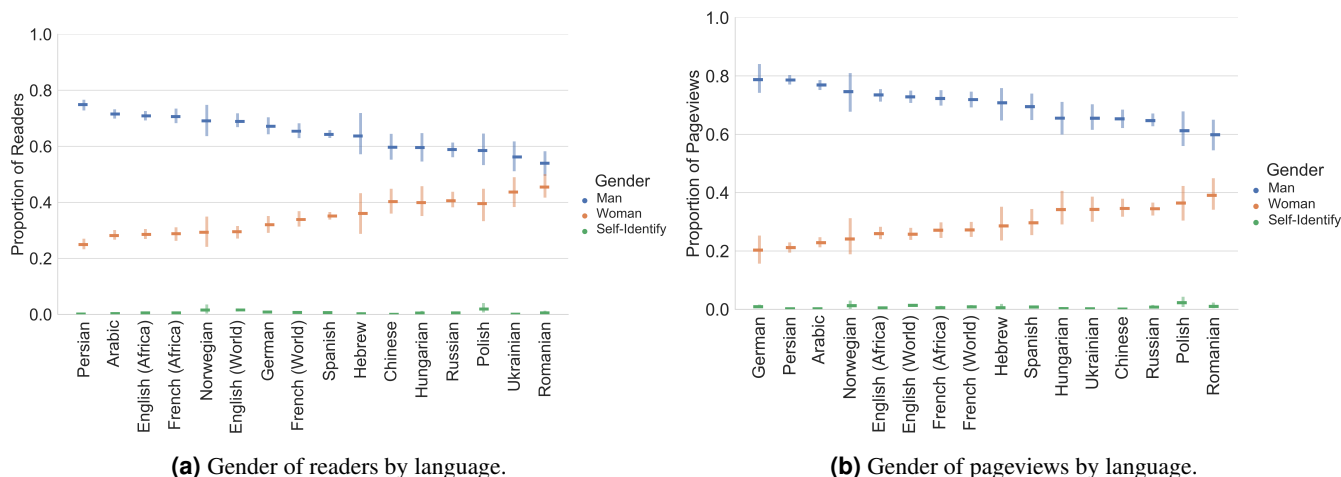 1.0
0.8
0.6
0.4
0.2
0.0
Proportion of Readers
Persian
Arabic
English (Africa)
French (Africa)
Norwegian
English (World)
German
French (World)
Spanish
Hebrew
Chinese
Hungarian
Russian
Polish
Ukrainian
Romanian
Gender
Man
Woman
Self-Identify
(a) Gender of readers by language.
1.0
0.8
0.6
0.4
0.2
0.0
Proportion of Pageviews
German
Persian
Arabic
Norwegian
English (Africa)
English (World)
French (Africa)
French (World)
Hebrew
Spanish
Hungarian
Ukrainian
Chinese
Russian
Polish
Romanian
Gender
Man
Woman
Self-Identify
(b) Gender of pageviews by language.